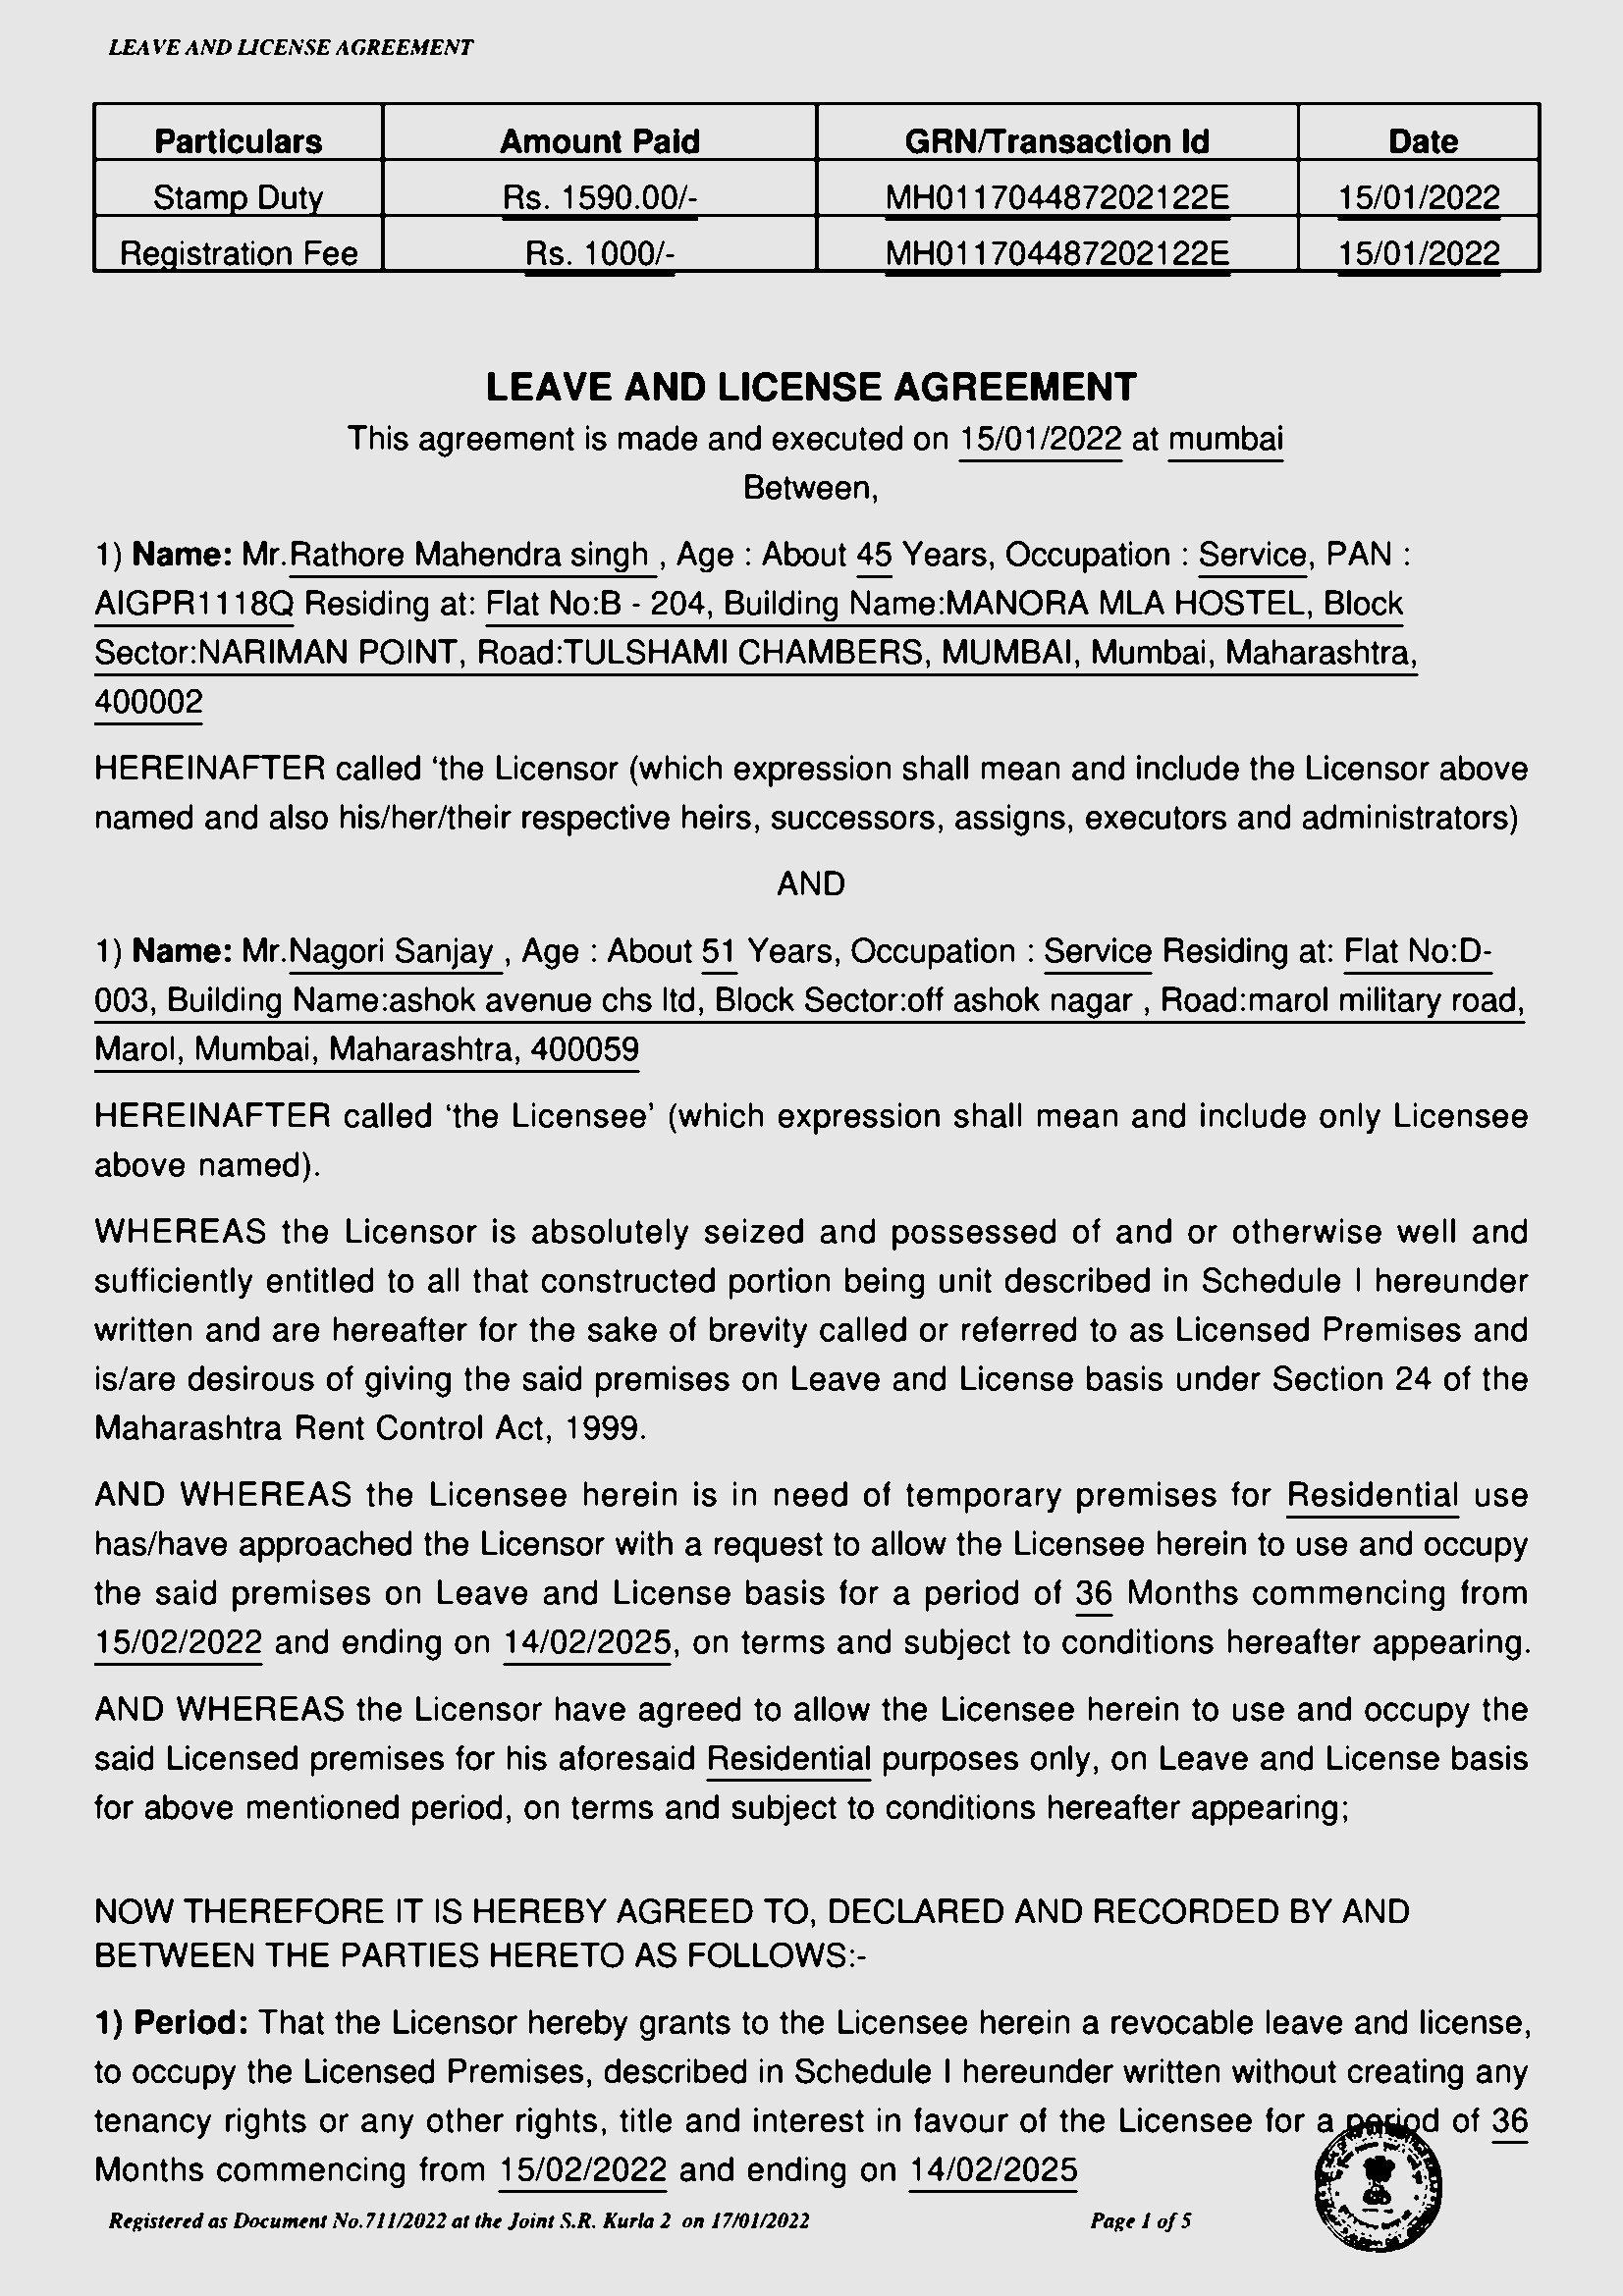 LEAVE AND LICENSE AGREEMENT
Particulars Amount Paid GRN/Transaction Id Date
Stamp Duty Rs. 1590.00/- MH011704487202122E 15/01/2022
Registration Fee Rs. 1000/- MH011704487202122E 15/01/2022
LEAVE AND LICENSE AGREEMENT
This agreement is made and executed on 15/01/2022 at mumbai
Between,
1) Name: Mr.Rathore Mahendra singh , Age : About 45 Years, Occupation : Service, PAN :
AIGPR1118Q Residing at: Flat No:B - 204, Building Name:MANORA MLA HOSTEL, Block
Sector:NARIMAN POINT, Road:TULSHAMI CHAMBERS, MUMBAI, Mumbai, Maharashtra,
400002
HEREINAFTER called ‘the Licensor (which expression shall mean and include the Licensor above
named and also his/her/their respective heirs, successors, assigns, executors and administrators)
AND
1) Name: Mr.Nagori Sanjay , Age : About 51 Years, Occupation : Service Residing at: Flat No:D-
003, Building Name:ashok avenue chs ltd, Block Sector:off ashok nagar , Road:marol military road,
Marol, Mumbai, Maharashtra, 400059
HEREINAFTER called ‘the Licensee’ (which expression shall mean and include only Licensee
above named).
WHEREAS the Licensor is absolutely seized and possessed of and or otherwise well and
sufficiently entitled to all that constructed portion being unit described in Schedule I hereunder
written and are hereafter for the sake of brevity called or referred to as Licensed Premises and
is/are desirous of giving the said premises on Leave and License basis under Section 24 of the
Maharashtra Rent Control Act, 1999.
AND WHEREAS the Licensee herein is in need of temporary premises for Residential use
has/have approached the Licensor with a request to allow the Licensee herein to use and occupy
the said premises on Leave and License basis for a period of 36 Months commencing from
15/02/2022 and ending on 14/02/2025, on terms and subject to conditions hereafter appearing.
AND WHEREAS the Licensor have agreed to allow the Licensee herein to use and occupy the
said Licensed premises for his aforesaid Residential purposes only, on Leave and License basis
for above mentioned period, on terms and subject to conditions hereafter appearing;
NOW THEREFORE IT IS HEREBY AGREED TO, DECLARED AND RECORDED BY AND
BETWEEN THE PARTIES HERETO AS FOLLOWS:-
1) Period: That the Licensor hereby grants to the Licensee herein a revocable leave and license,
to occupy the Licensed Premises, described in Schedule I hereunder written without creating any
tenancy rights or any other rights, title and interest in favour of the Licensee for a period of 36
Months commencing from 15/02/2022 and ending on 14/02/2025
Registered as Document No.711/2022 at the Joint S.R. Kurla 2 on 17/01/2022 Page 1 of 5